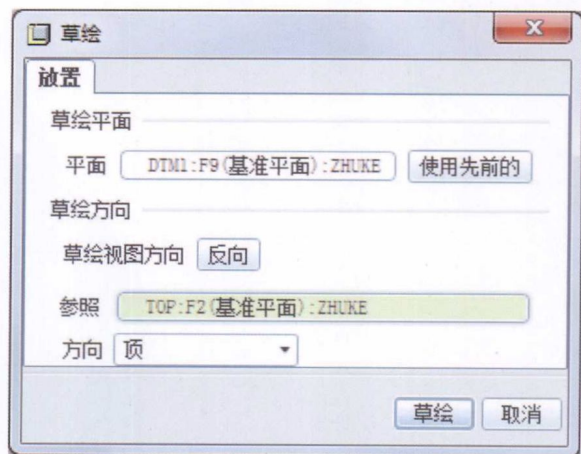 草绘
放置
草绘平面
平面 DTM1:F9(基准平面):ZHUKE 使用先前的
草绘方向
草绘视图方向 反向
参照 TOP:F2(基准平面):ZHUKE
方向 顶
草绘 取消